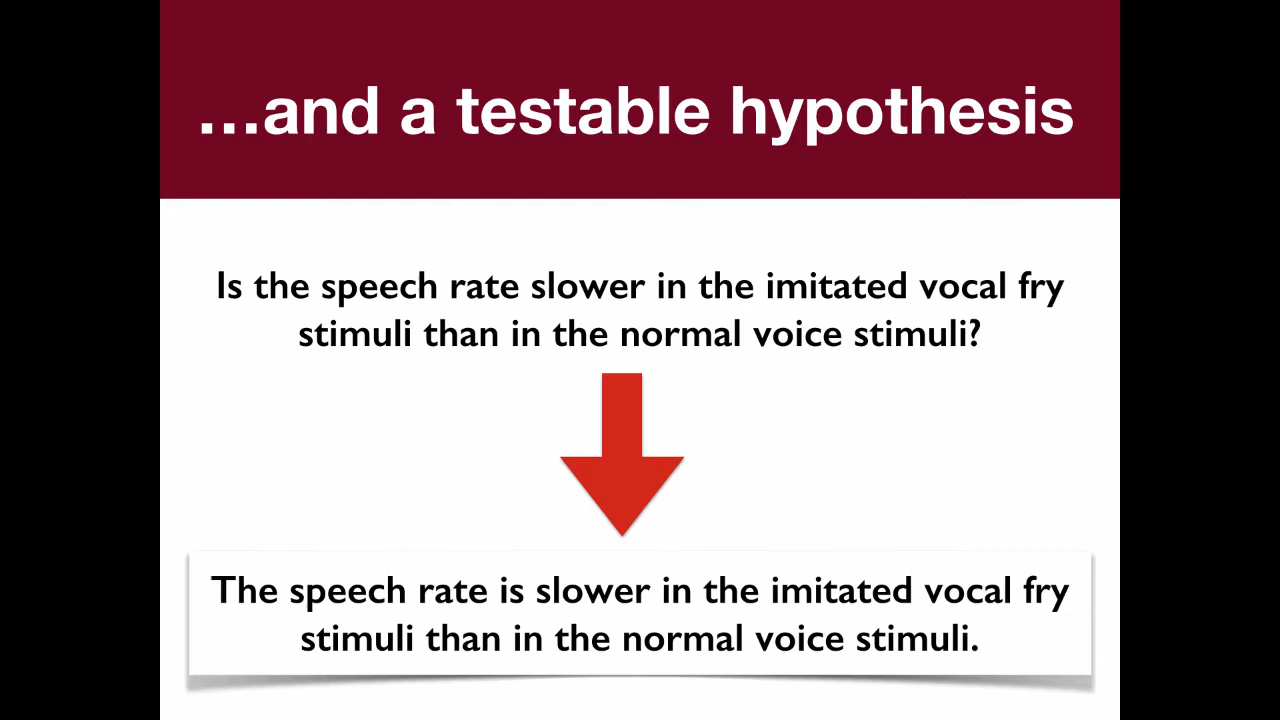 …and a testable hypothesis
Is the speech rate slower in the imitated vocal fry
stimuli than in the normal voice stimuli?
The speech rate is slower in the imitated vocal fry
stimuli than in the normal voice stimuli.